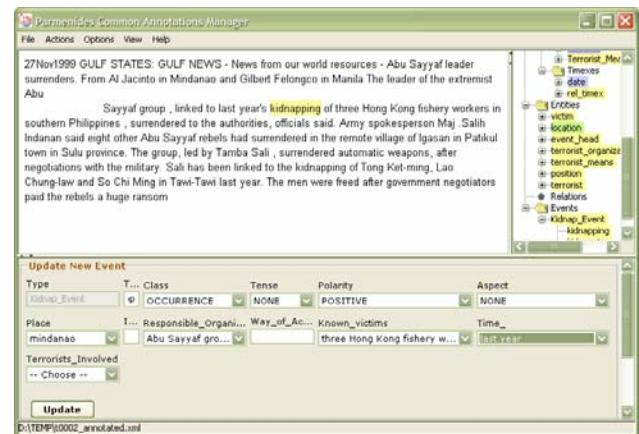 Parmenides Common Annotations Manager
File Actions Options View Help
27Nov1999 GULF STATES: GULF NEWS - News from our world resources - Abu Sayyaf leader
surrenders. From Al Jacinto in Mindanao and Gilbert Felongco in Manila The leader of the extremist
Abu
Sayyaf group , linked to last year's kidnapping of three Hong Kong fishery workers in
southern Philippines , surrendered to the authorities, officials said. Army spokesperson Maj .Salih
Indanan said eight other Abu Sayyaf rebels had surrendered in the remote village of Igasan in Patikul
town in Sulu province. The group, led by Tamba Sali , surrendered automatic weapons, after
negotiations with the military. Sali has been linked to the kidnapping of Tong Ket-ming, Lao
Chung-law and So Chi Ming in Tawi-Tawi last year. The men were freed after government negotiators
paid the rebels a huge ransom
Terrorist_Mea
Timexes
date
rel_timex
Entities
victim
location
event_head
terrorist_organiza
terrorist_means
position
terrorist
Relations
Events
Kidnap_Event
kidnapping
Update New Event
Type T... Class Tense Polarity Aspect
Kidnap_Event OCCURRENCE NONE POSITIVE NONE
Place I... Responsible_Organi... Way_of_Ac... Known_victims Time_
mindanao Abu Sayyaf gro... three Hong Kong fishery w... last year
Terrorists_Involved
-- Choose --
Update
D:\TEMP\t0002_annotated.xml